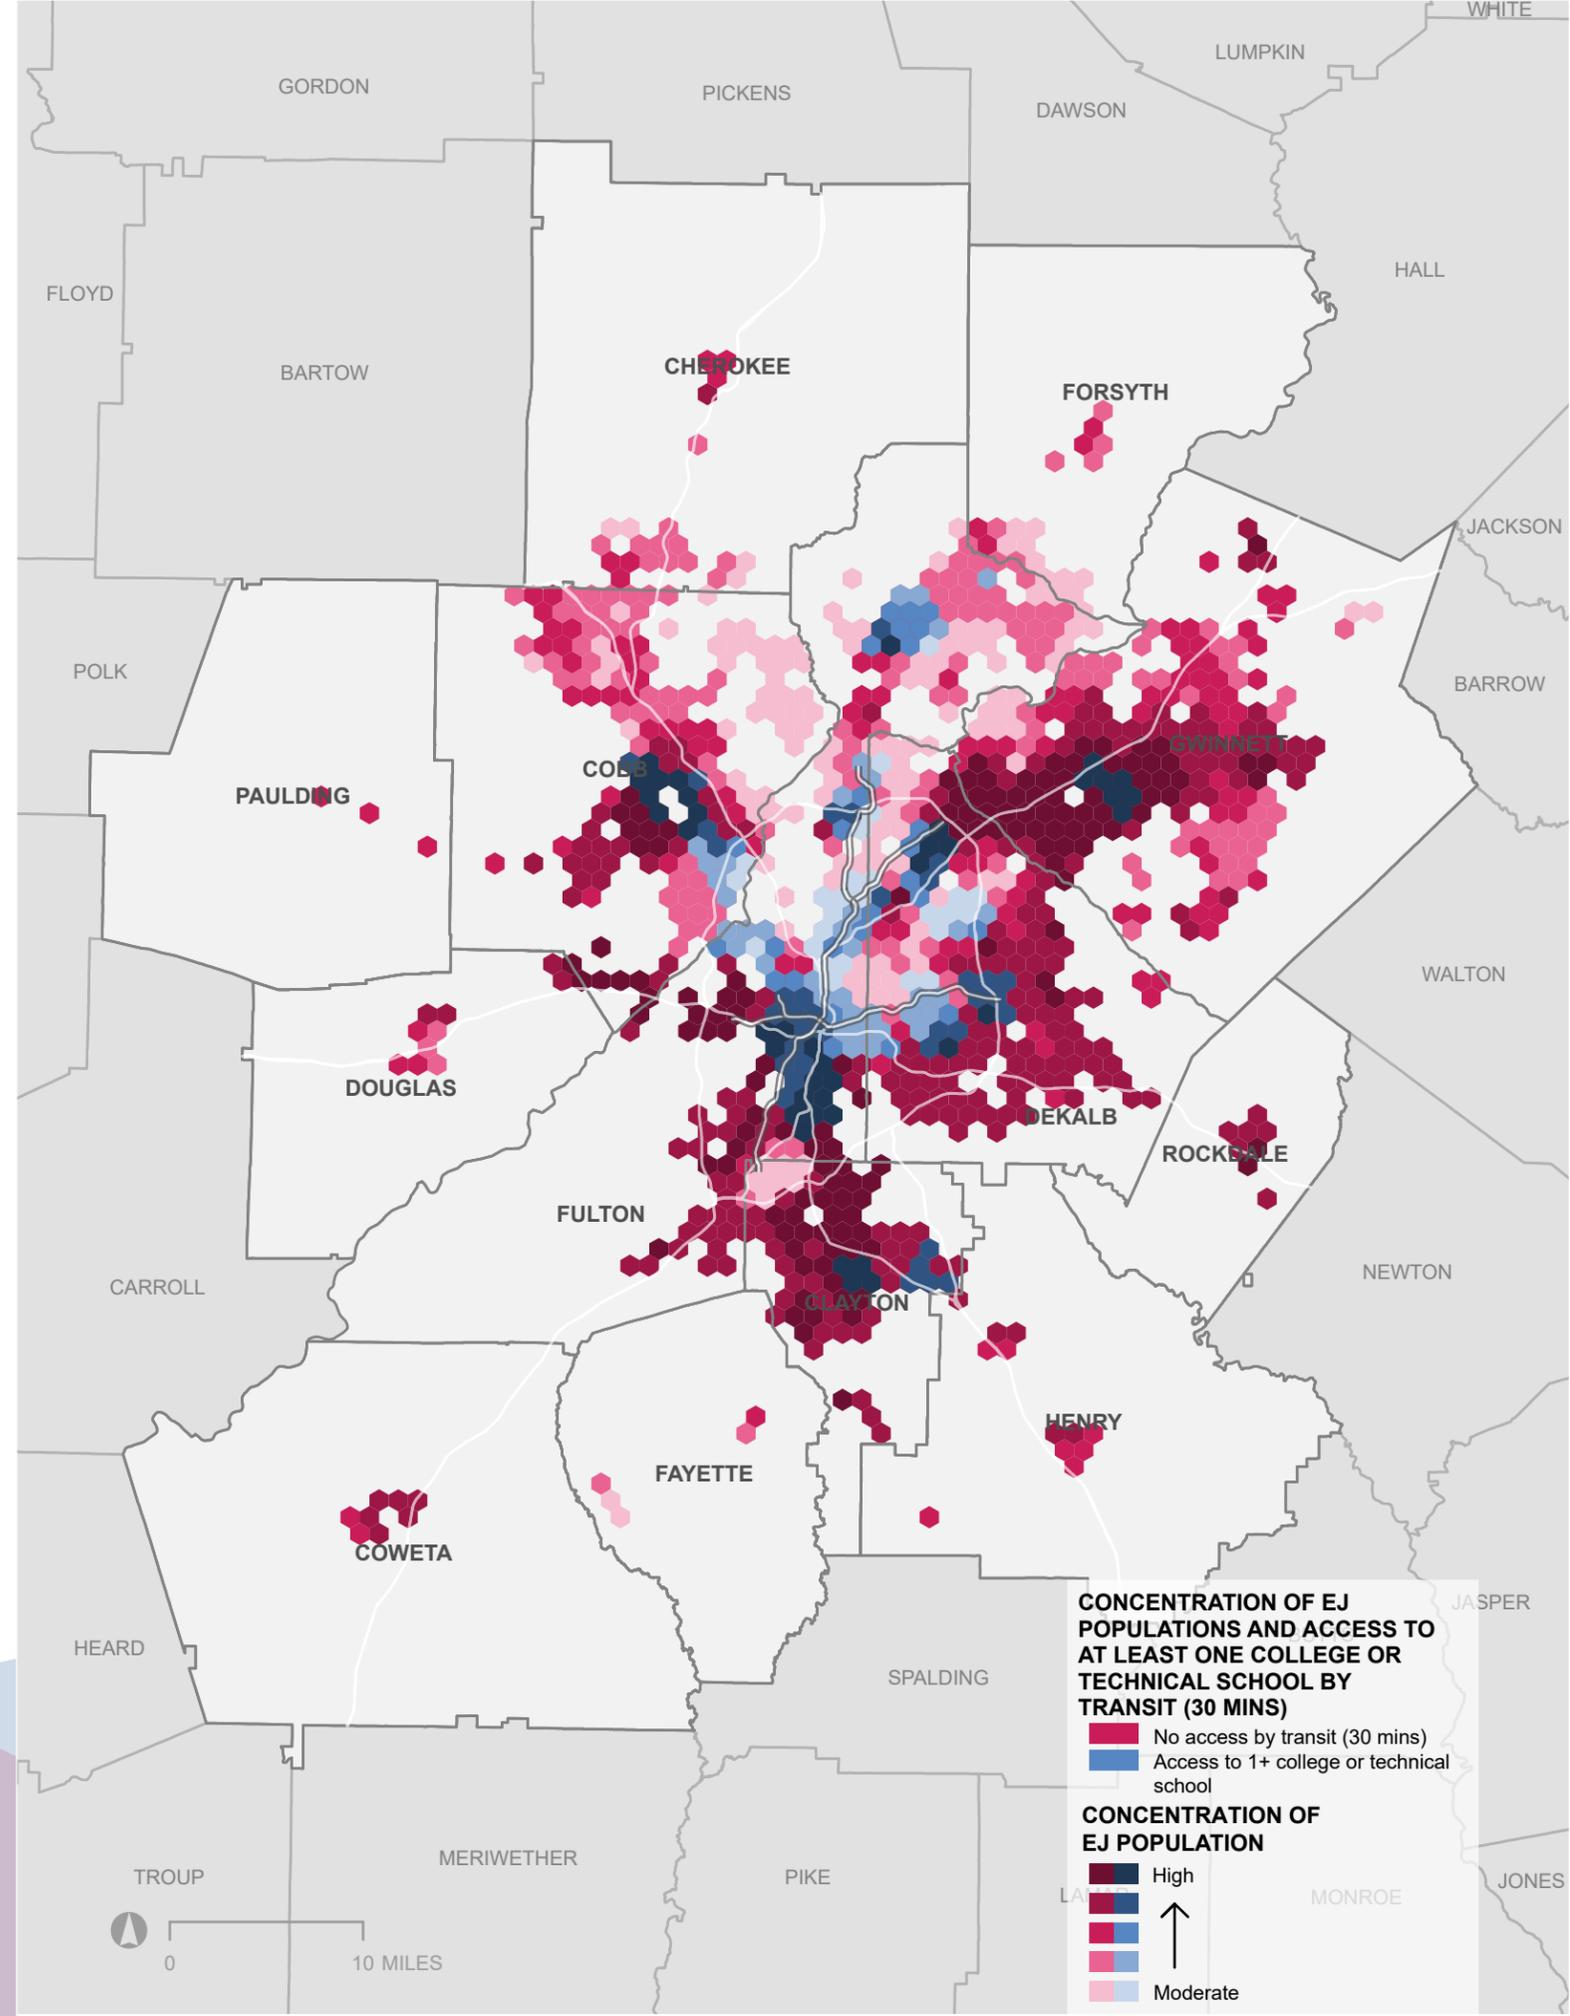 WHITE
LUMPKIN
GORDON
PICKENS
DAWSON
HALL
FLOYD
BARTOW
CHEROKEE
FORSYTH
JACKSON
POLK
BARROW
GWINNETT
COBB
PAULDING
WALTON
DOUGLAS
DEKALB
ROCKDALE
FULTON
NEWTON
CARROLL
CLAYTON
HENRY
FAYETTE
COWETA
CONCENTRATION OF EJ
POPULATIONS AND ACCESS TO
AT LEAST ONE COLLEGE OR
TECHNICAL SCHOOL BY
TRANSIT (30 MINS)
JASPER
BUTTS
HEARD
SPALDING
No access by transit (30 mins)
Access to 1+ college or technical
school
CONCENTRATION OF
EJ POPULATION
MERIWETHER
TROUP
PIKE
High
JONES
LAMAR
MONROE
0 10 MILES
Moderate